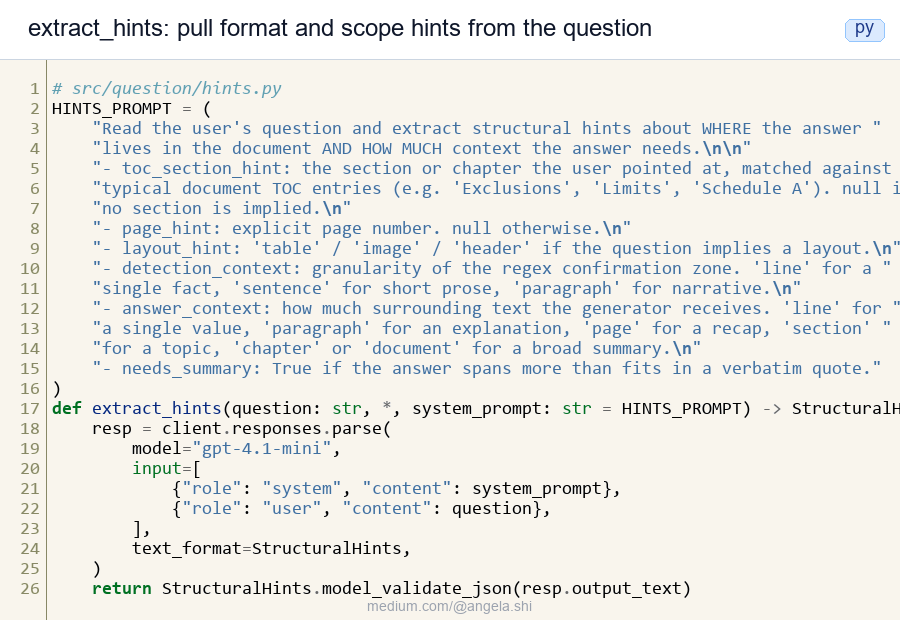 extract_hints: pull format and scope hints from the question
py
1 # src/question/hints.py
2 HINTS_PROMPT = (
3     "Read the user's question and extract structural hints about WHERE the answer "
4     "lives in the document AND HOW MUCH context the answer needs.\n\n"
5     "- toc_section_hint: the section or chapter the user pointed at, matched against
6     "typical document TOC entries (e.g. 'Exclusions', 'Limits', 'Schedule A'). null i
7     "no section is implied.\n"
8     "- page_hint: explicit page number. null otherwise.\n"
9     "- layout_hint: 'table' / 'image' / 'header' if the question implies a layout.\n"
10     "- detection_context: granularity of the regex confirmation zone. 'line' for a "
11     "single fact, 'sentence' for short prose, 'paragraph' for narrative.\n"
12     "- answer_context: how much surrounding text the generator receives. 'line' for "
13     "a single value, 'paragraph' for an explanation, 'page' for a recap, 'section' "
14     "for a topic, 'chapter' or 'document' for a broad summary.\n"
15     "- needs_summary: True if the answer spans more than fits in a verbatim quote."
16 )
17 def extract_hints(question: str, *, system_prompt: str = HINTS_PROMPT) -> StructuralH
18     resp = client.responses.parse(
19         model="gpt-4.1-mini",
20         input=[
21             {"role": "system", "content": system_prompt},
22             {"role": "user", "content": question},
23         ],
24         text_format=StructuralHints,
25     )
26     return StructuralHints.model_validate_json(resp.output_text)
medium.com/@angela.shi